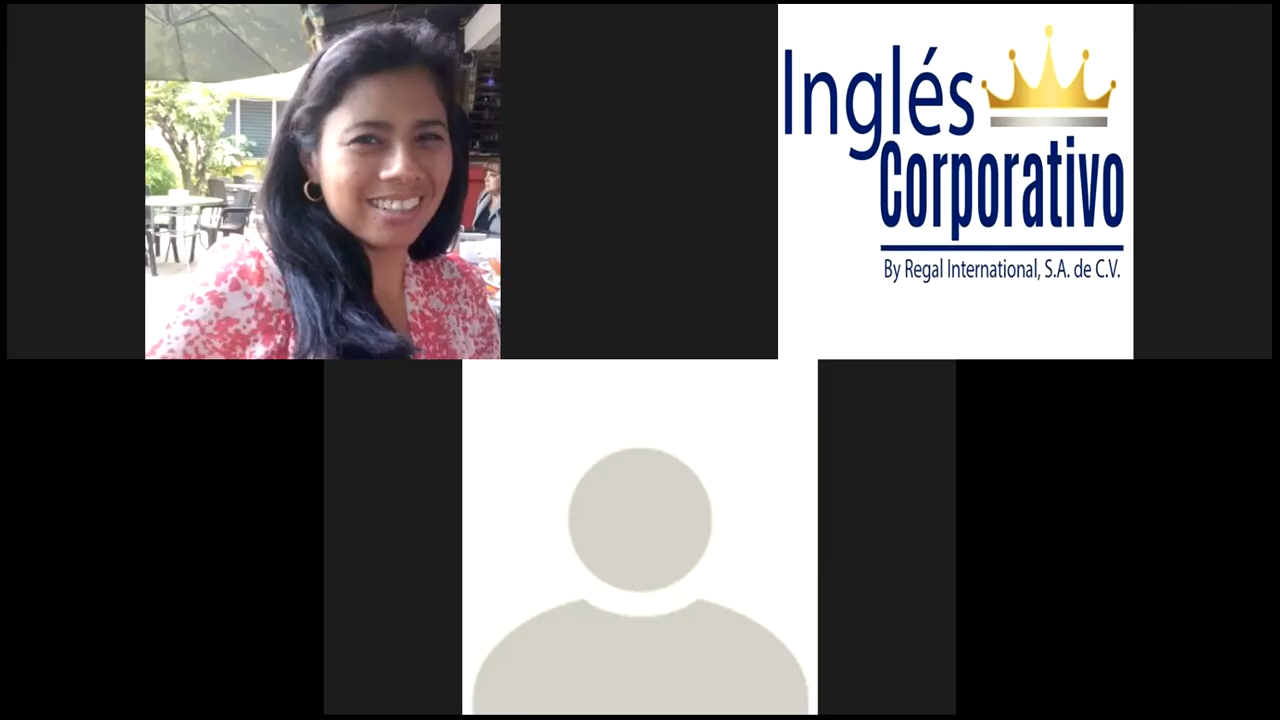 Inglés
Corporativo
By Regal International, S.A. de C.V.